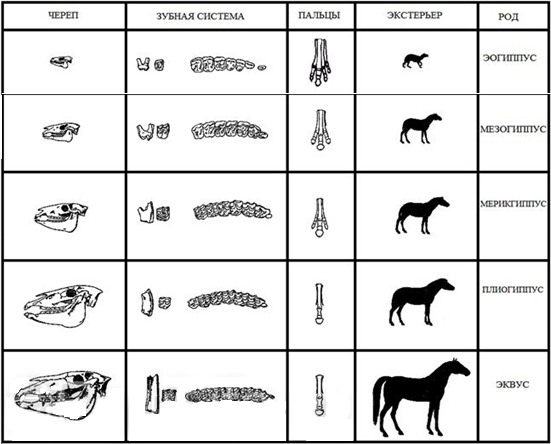 ЧЕРЕП ЗУБНАЯ СИСТЕМА ПАЛЬЦЫ ЭКСТЕРЬЕР РОД
ЭОГИППУС
МЕЗОГИППУС
МЕРИКГИППУС
ПЛИОГИППУС
ЭКВУС